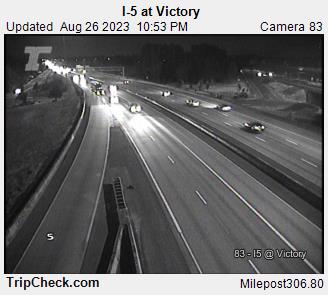 I-5 at Victory
Updated Aug 26 2023 10:53 PM Camera 83
S
83 - I5 @ Victory
TripCheck.com Milepost306.80